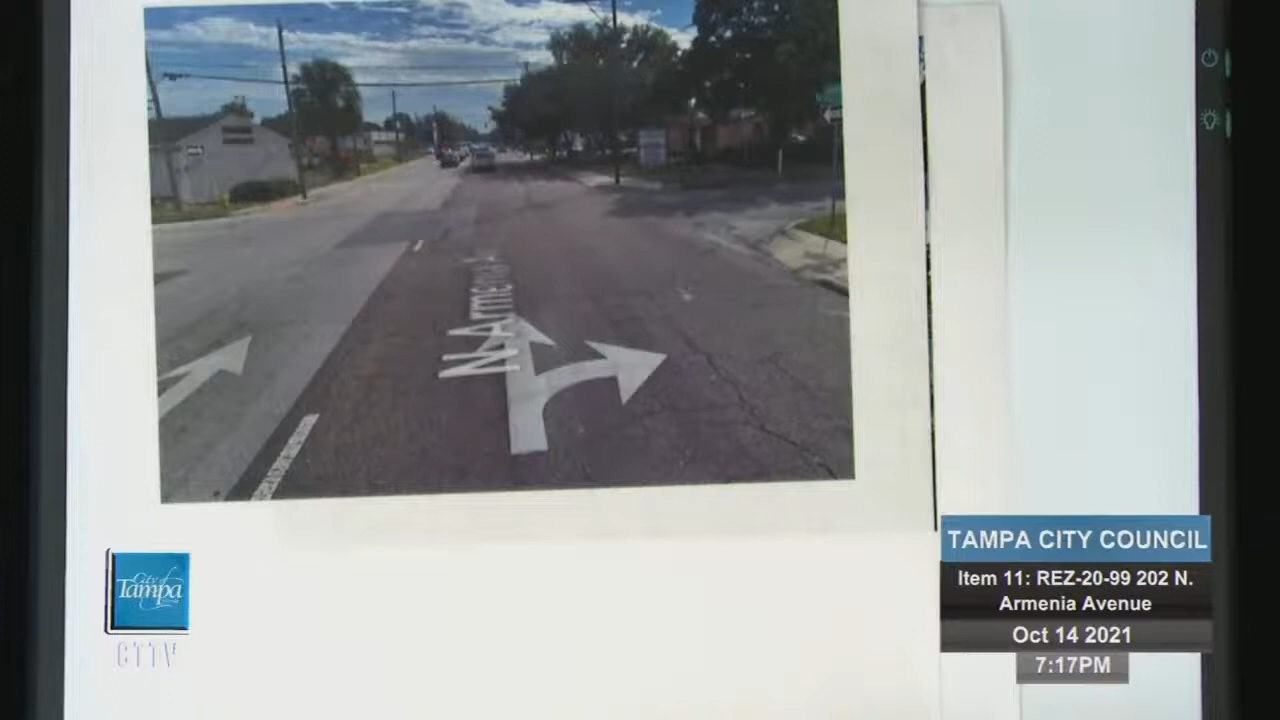 N Armenia
City of
Tampa
CTTV
TAMPA CITY COUNCIL
Item 11: REZ-20-99 202 N.
Armenia Avenue
Oct 14 2021
7:17PM